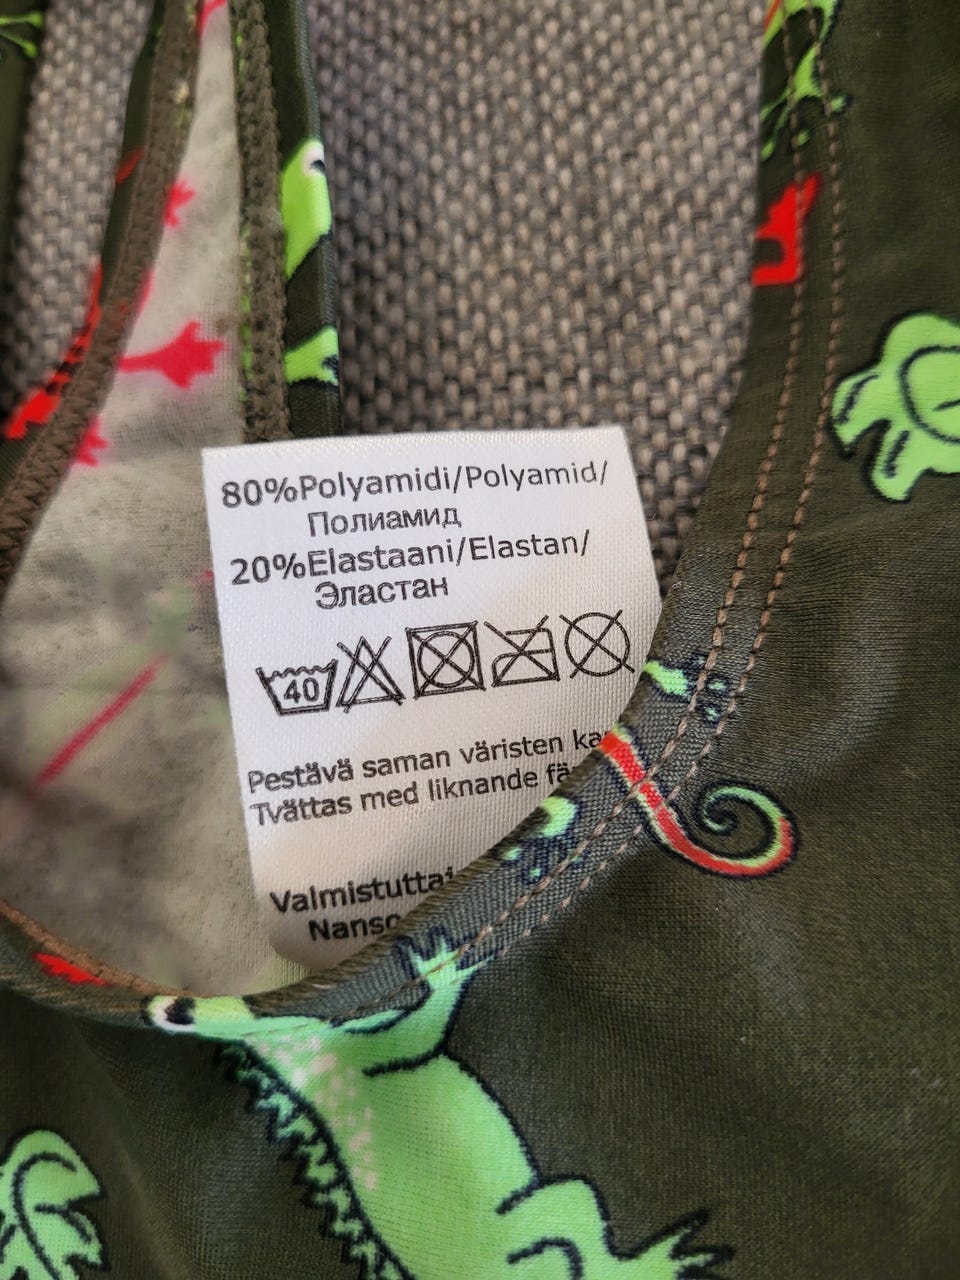 80%Polyamidi/Polyamid/
Полиамид
20%Elastaani/Elastan/
Эластан
40
Pestävä saman väristen
Tvättas med liknande